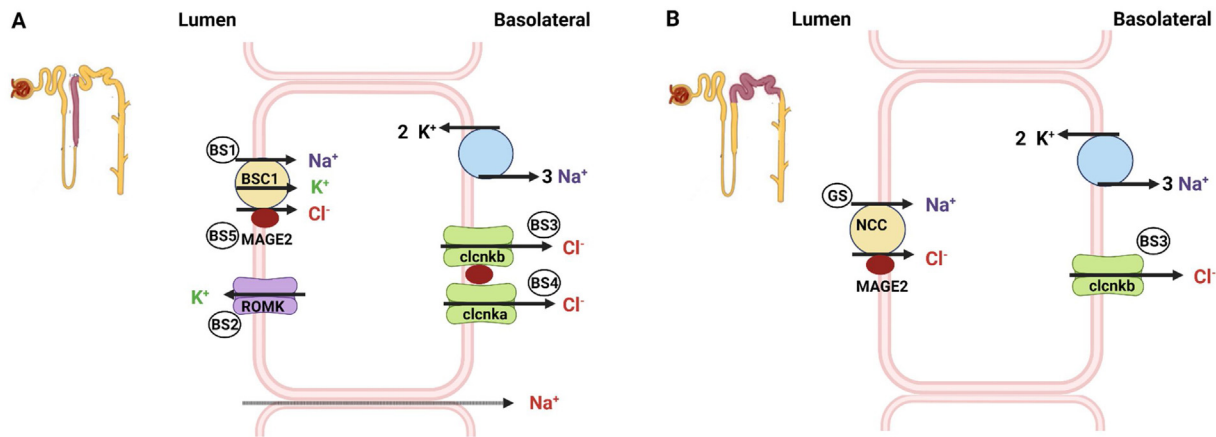 A
Lumen
Basolateral
2 K⁺
3 Na⁺
BS1
Na⁺
BSC1
K⁺
Cl⁻
BS5
MAGE2
K⁺
ROMK
BS2
BS3
clcnkb
Cl⁻
BS4
clcnka
Cl⁻
Na⁺
B
Lumen
Basolateral
2 K⁺
3 Na⁺
GS
Na⁺
NCC
Cl⁻
MAGE2
BS3
clcnkb
Cl⁻